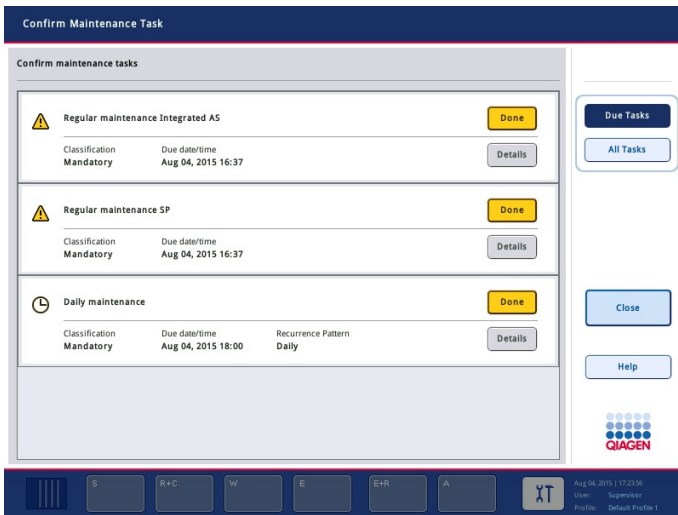 Confirm Maintenance Task
Confirm maintenance tasks
Regular maintenance Integrated AS
Done
Classification
Due date/time
Mandatory
Aug 04, 2015 16:37
Details
Regular maintenance SP
Done
Classification
Due date/time
Mandatory
Aug 04, 2015 16:37
Details
Daily maintenance
Done
Classification
Due date/time
Recurrence Pattern
Mandatory
Aug 04, 2015 18:00
Daily
Details
Due Tasks
All Tasks
Close
Help
QIAGEN
S
R+C
W
E
E+R
A
Aug 04, 2015 | 17:23:56
User: Supervisor
Profile: Default Profile 1